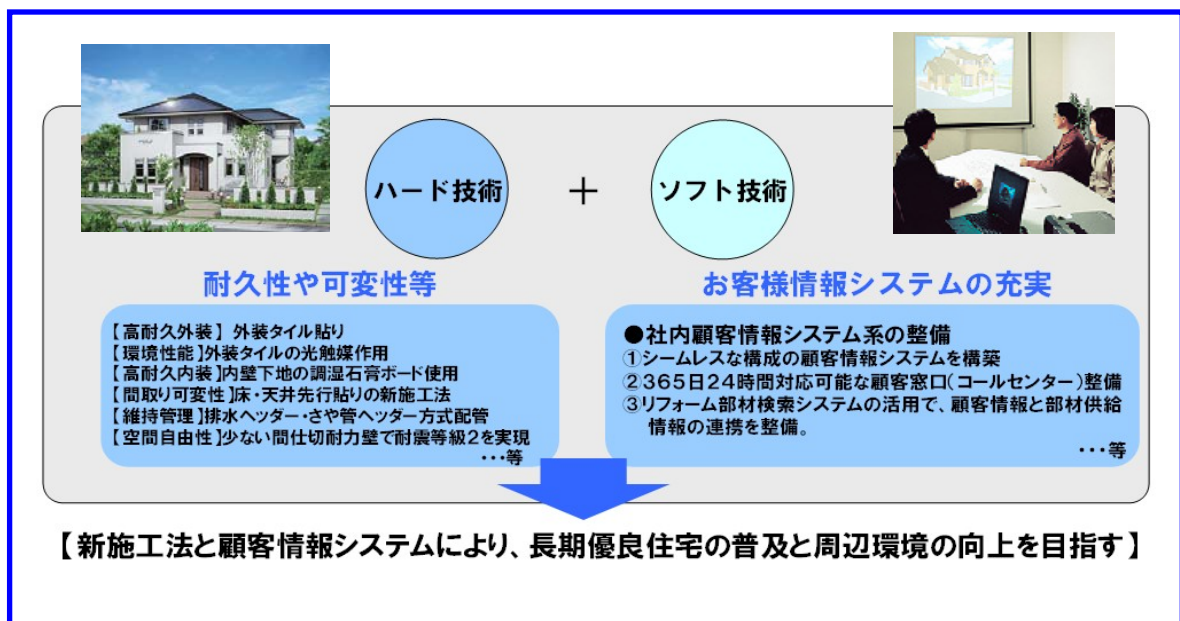 ハード技術
+
ソフト技術
耐久性や可変性等
【高耐久外装】 外装タイル貼り
【環境性能】外装タイルの光触媒作用
【高耐久内装】内壁下地の調湿石膏ボード使用
【間取り可変性】床・天井先行貼りの新施工法
【維持管理】排水ヘッダー・さや管ヘッダー方式配管
【空間自由性】少ない間仕切耐力壁で耐震等級2を実現
・・・等
お客様情報システムの充実
●社内顧客情報システム系の整備
①シームレスな構成の顧客情報システムを構築
②365日24時間対応可能な顧客窓口(コールセンター)整備
③リフォーム部材検索システムの活用で、顧客情報と部材供給
情報の連携を整備。
・・・等
【新施工法と顧客情報システムにより、長期優良住宅の普及と周辺環境の向上を目指す】